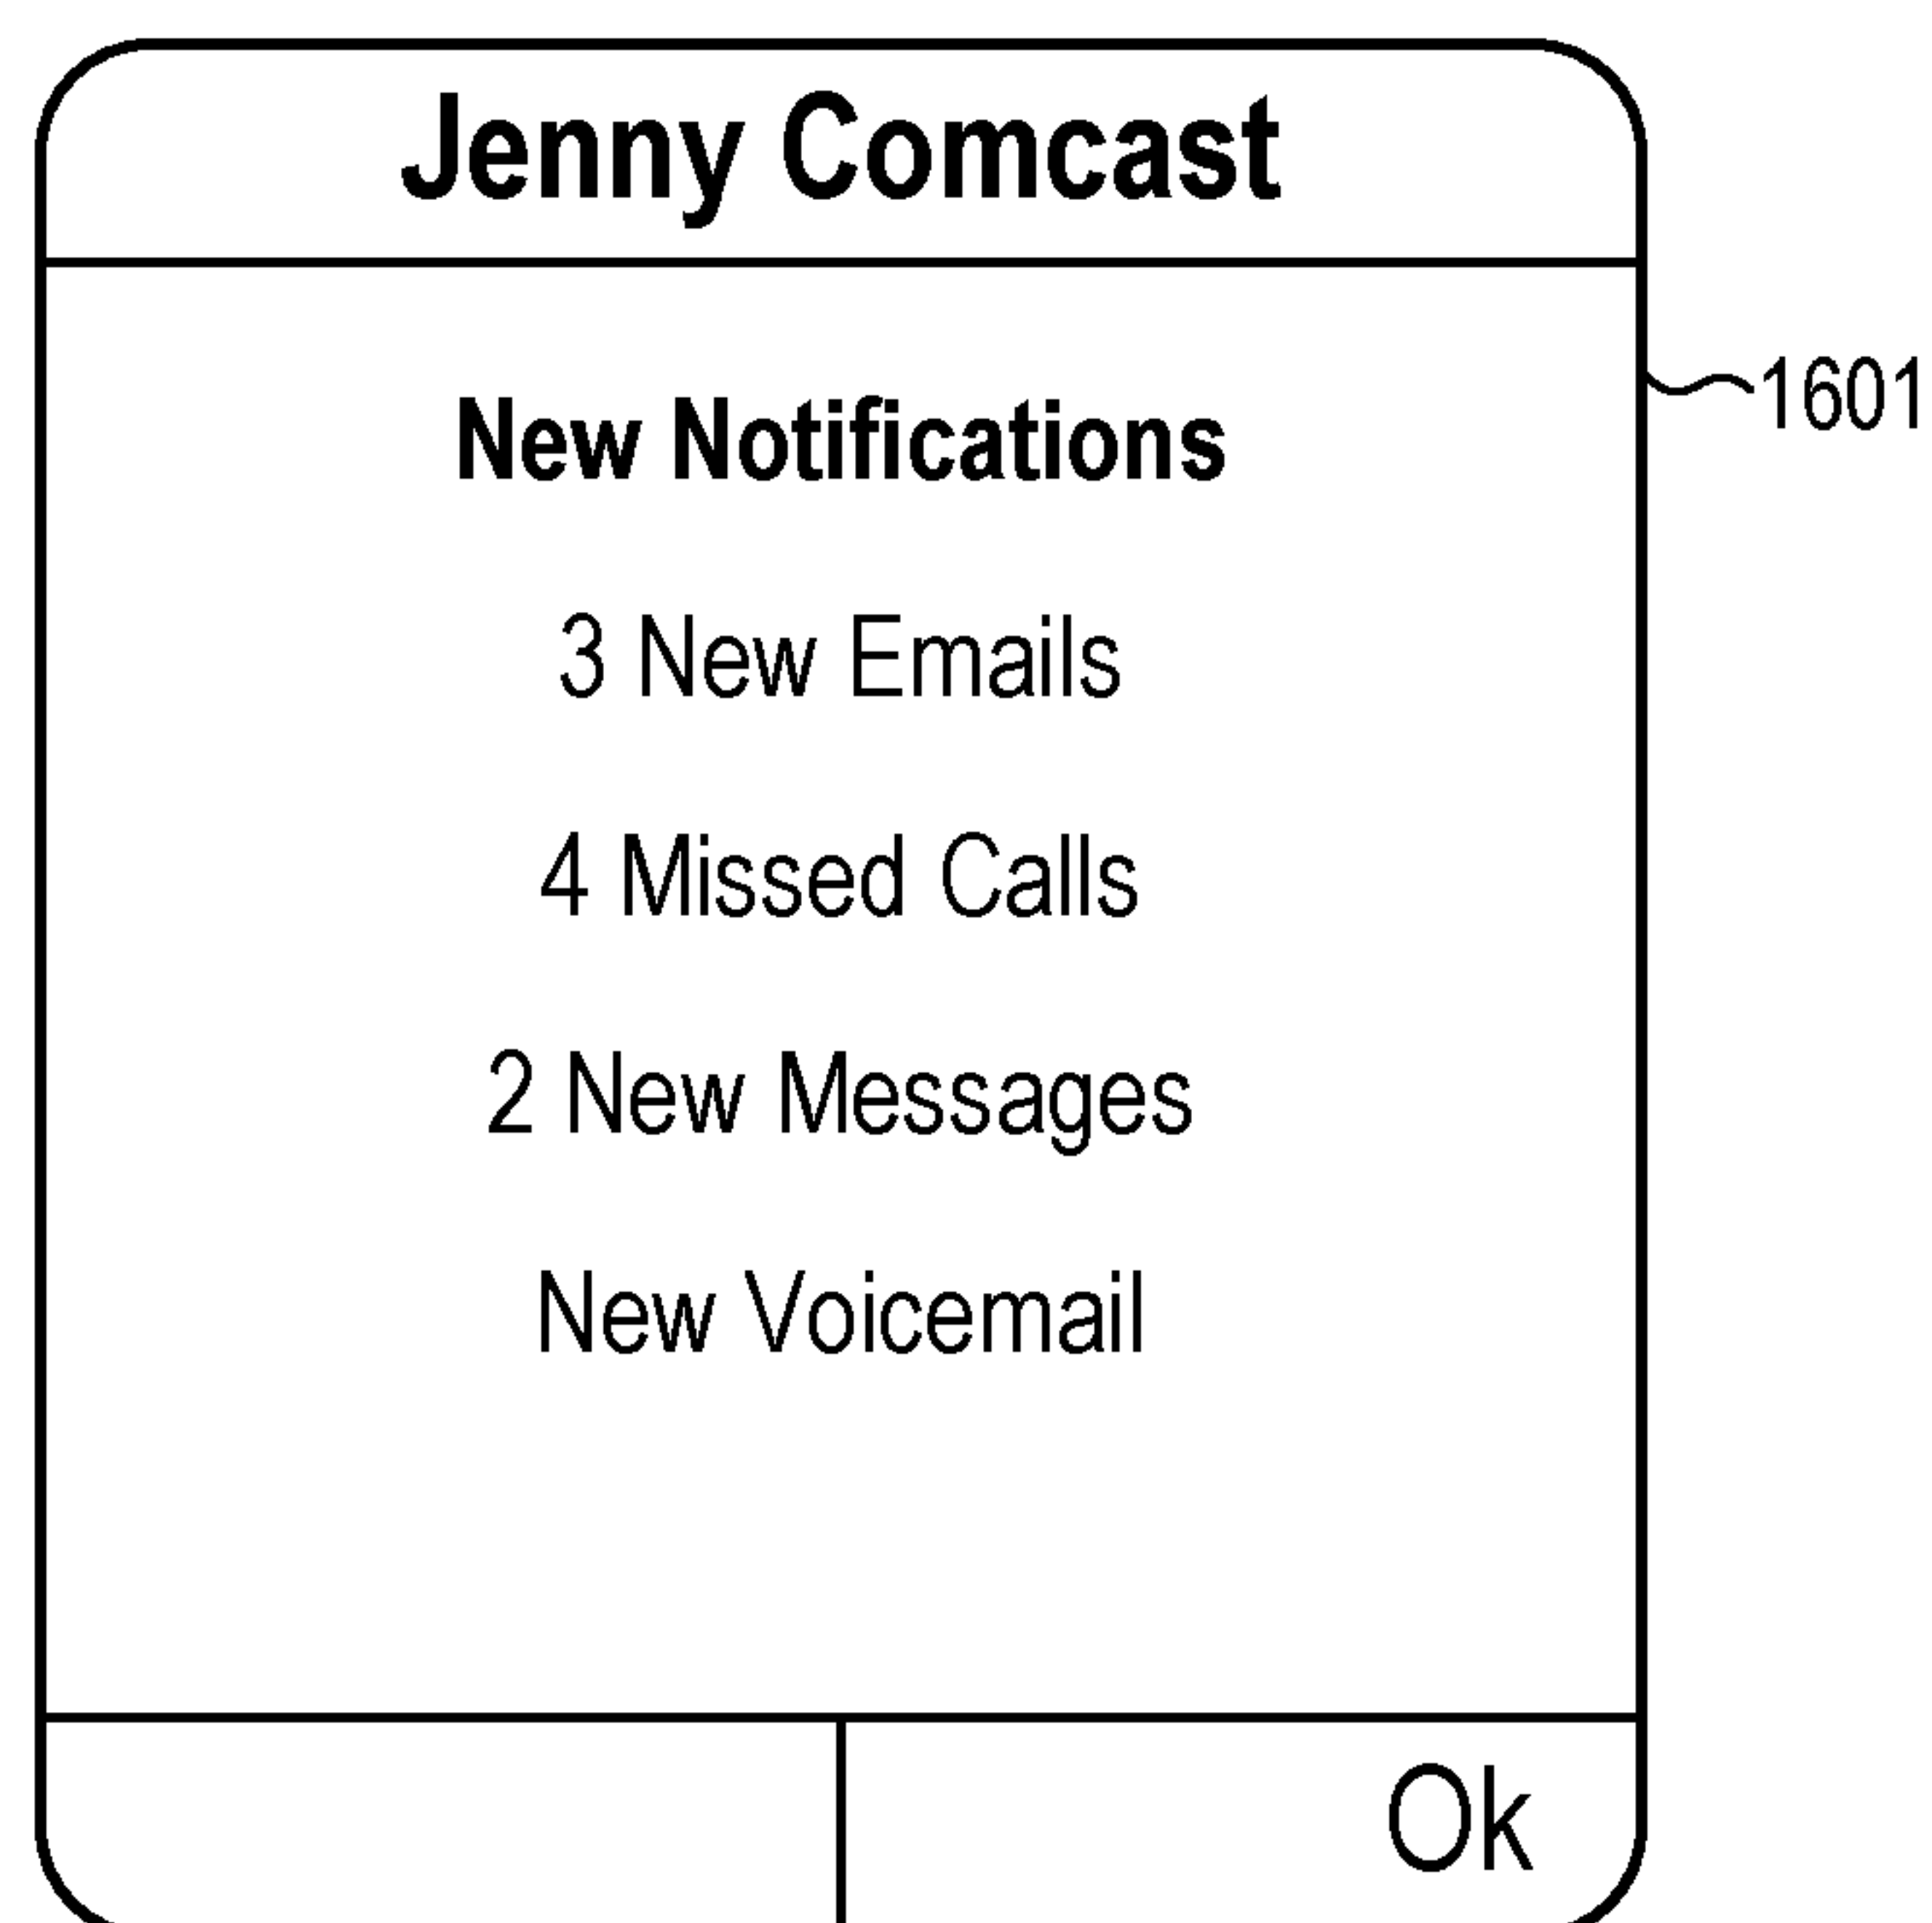 Jenny Comcast
New Notifications
1601
3 New Emails
4 Missed Calls
2 New Messages
New Voicemail
Ok